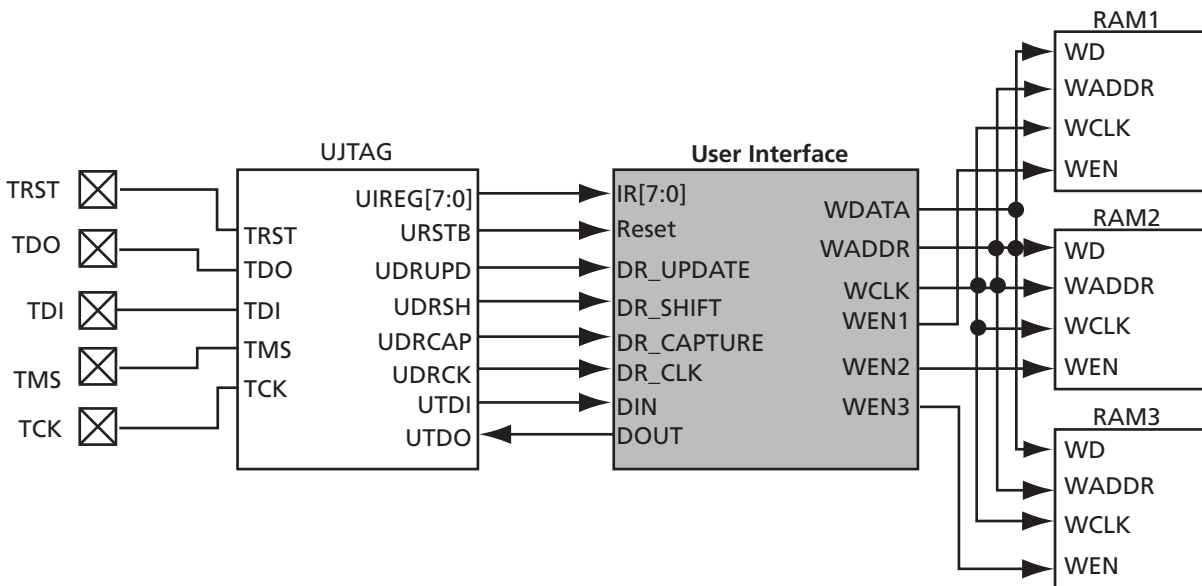 TRST
TDO
TDI
TMS
TCK
UJTAG
TRST
TDO
TDI
TMS
TCK
UIREG[7:0]
URSTB
UDRUPD
UDRSH
UDRCAP
UDRCK
UTDI
UTDO
User Interface
IR[7:0]
Reset
DR_UPDATE
DR_SHIFT
DR_CAPTURE
DR_CLK
DIN
DOUT
WDATA
WADDR
WCLK
WEN1
WEN2
WEN3
RAM1
WD
WADDR
WCLK
WEN
RAM2
WD
WADDR
WCLK
WEN
RAM3
WD
WADDR
WCLK
WEN